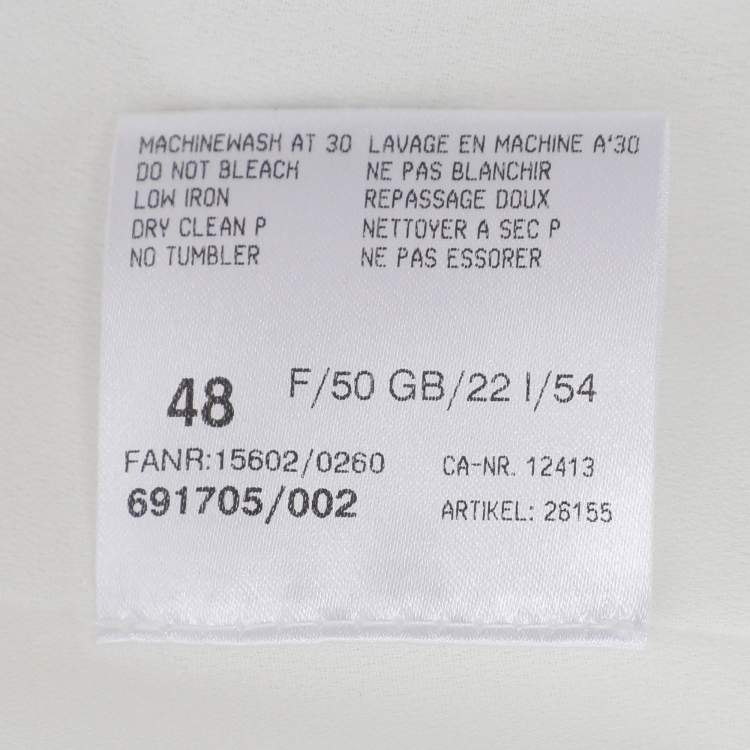 MACHINEWASH AT 30 LAVAGE EN MACHINE A'30
DO NOT BLEACH NE PAS BLANCHIR
LOW IRON REPASSAGE DOUX
DRY CLEAN P NETTOYER A SEC P
NO TUMBLER NE PAS ESSORER
48 F/50 GB/22 I/54
FANR:15602/0260 CA-NR. 12413
691705/002 ARTIKEL: 26155